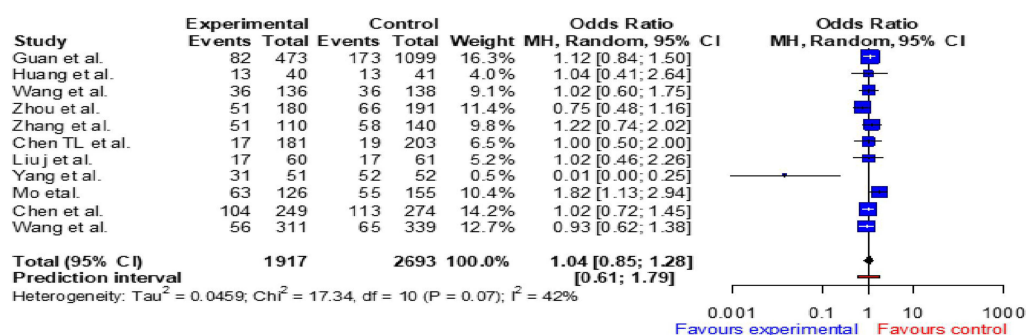 Experimental Control Odds Ratio Odds Ratio
Study Events Total Events Total Weight MH, Random, 95% CI MH, Random, 95% CI
Guan et al. 82 473 173 1099 16.3% 1.12 [0.84; 1.50]
Huang et al. 13 40 13 41 4.0% 1.04 [0.41; 2.64]
Wang et al. 36 136 36 138 9.1% 1.02 [0.60; 1.75]
Zhou et al. 51 180 66 191 11.4% 0.75 [0.48; 1.16]
Zhang et al. 51 110 58 140 9.8% 1.22 [0.74; 2.02]
Chen TL et al. 17 181 19 203 6.5% 1.00 [0.50; 2.00]
Liu j et al. 17 60 17 61 5.2% 1.02 [0.46; 2.26]
Yang et al. 31 51 52 52 0.5% 0.01 [0.00; 0.25]
Mo etal. 63 126 55 155 10.4% 1.82 [1.13; 2.94]
Chen et al. 104 249 113 274 14.2% 1.02 [0.72; 1.45]
Wang et al. 56 311 65 339 12.7% 0.93 [0.62; 1.38]
Total (95% CI) 1917 2693 100.0% 1.04 [0.85; 1.28]
Prediction interval [0.61; 1.79]
Heterogeneity: Tau² = 0.0459; Chi² = 17.34, df = 10 (P = 0.07); I² = 42%
0.001 0.1 1 10 1000
Favours experimental Favours control